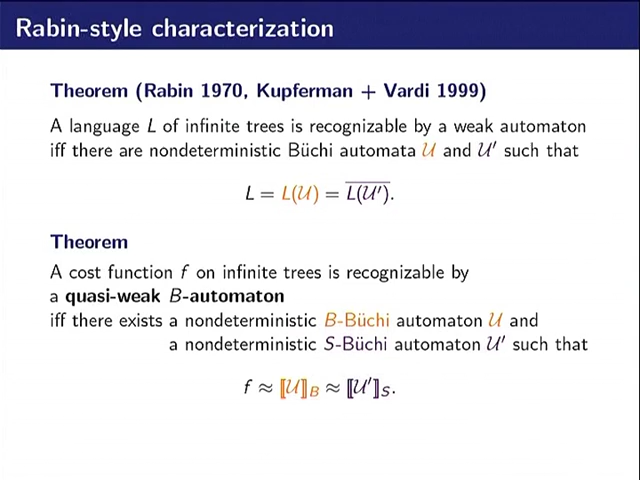 Rabin-style characterization
Theorem (Rabin 1970, Kupferman + Vardi 1999)
A language L of infinite trees is recognizable by a weak automaton
iff there are nondeterministic Büchi automata 𝒰 and 𝒰′ such that
L = L(𝒰) = \overline{L(𝒰′)}.
Theorem
A cost function f on infinite trees is recognizable by
a quasi-weak B-automaton
iff there exists a nondeterministic B-Büchi automaton 𝒰 and
a nondeterministic S-Büchi automaton 𝒰′ such that
f ≈ ⟦𝒰⟧_B ≈ ⟦𝒰′⟧_S.